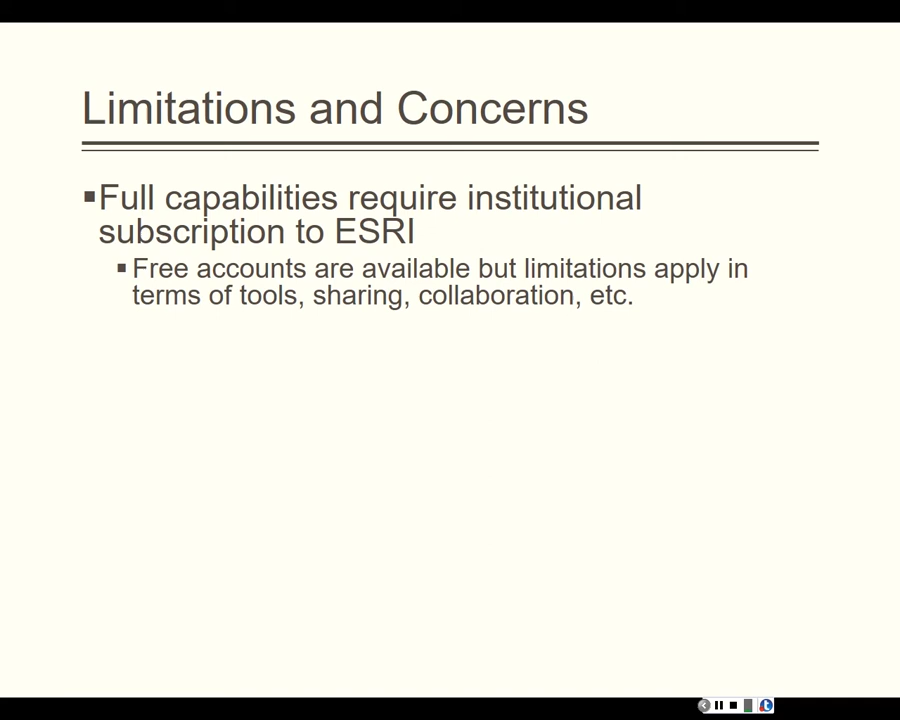 Limitations and Concerns
▪Full capabilities require institutional
subscription to ESRI
▪Free accounts are available but limitations apply in
terms of tools, sharing, collaboration, etc.